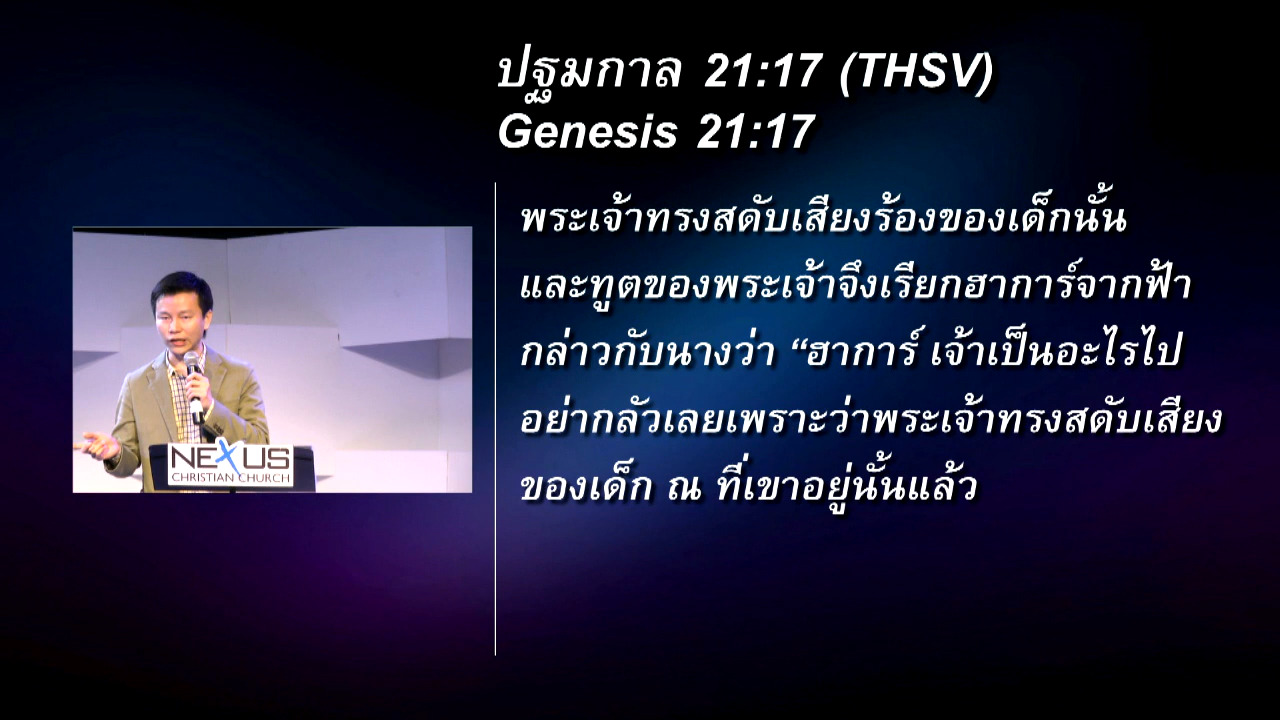 ปฐมกาล 21:17 (THSV)
Genesis 21:17
พระเจ้าทรงสดับเสียงร้องของเด็กนั้น
และทูตของพระเจ้าจึงเรียกฮาการ์จากฟ้า
กล่าวกับนางว่า “ฮาการ์ เจ้าเป็นอะไรไป
อย่ากลัวเลยเพราะว่าพระเจ้าทรงสดับเสียง
ของเด็ก ณ ที่เขาอยู่นั้นแล้ว
NEXUS
CHRISTIAN CHURCH